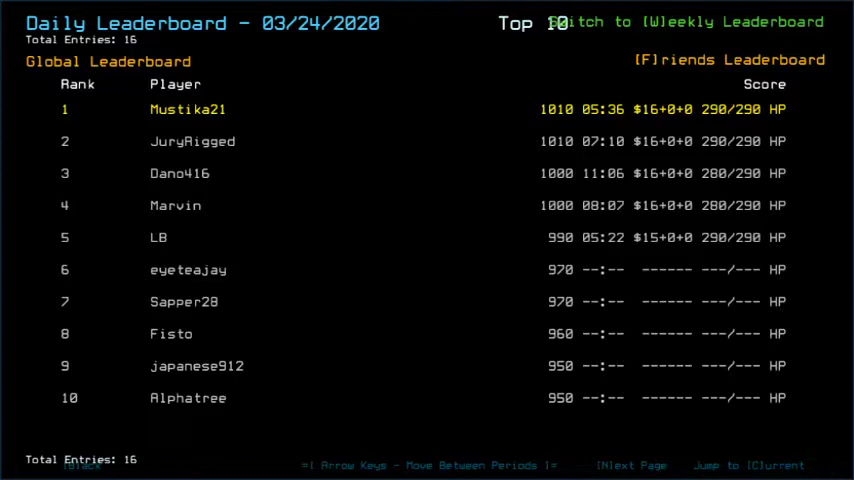 Daily Leaderboard - 03/24/2020 Top 10 Switch to [W]eekly Leaderboard
Total Entries: 16
Global Leaderboard [F]riends Leaderboard
Rank Player Score
1 Mustika21 1010 05:36 $16+0+0 290/290 HP
2 JuryRigged 1010 07:10 $16+0+0 290/290 HP
3 Dano416 1000 11:06 $16+0+0 280/290 HP
4 Marvin 1000 08:07 $16+0+0 280/290 HP
5 LB 990 05:22 $15+0+0 290/290 HP
6 eyeteajay 970 --:-- ------ ---/--- HP
7 Sapper28 970 --:-- ------ ---/--- HP
8 Fisto 960 --:-- ------ ---/--- HP
9 japanese912 950 --:-- ------ ---/--- HP
10 Alphatree 950 --:-- ------ ---/--- HP
Total Entries: 16
[B]ack =[ Arrow Keys - Move Between Periods ]= [N]ext Page Jump to [C]urrent